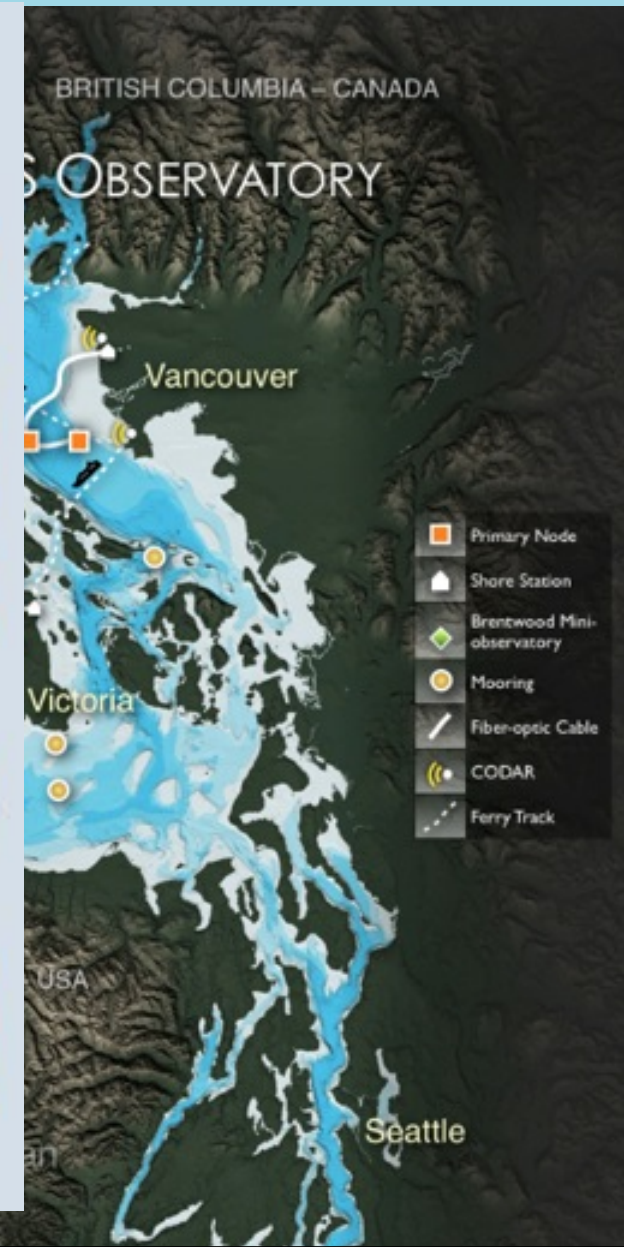 BRITISH COLUMBIA – CANADA
S OBSERVATORY
Vancouver
Primary Node
Shore Station
Brentwood Mini-
observatory
Mooring
Victoria
Fiber-optic Cable
CODAR
Ferry Track
USA
Seattle
an